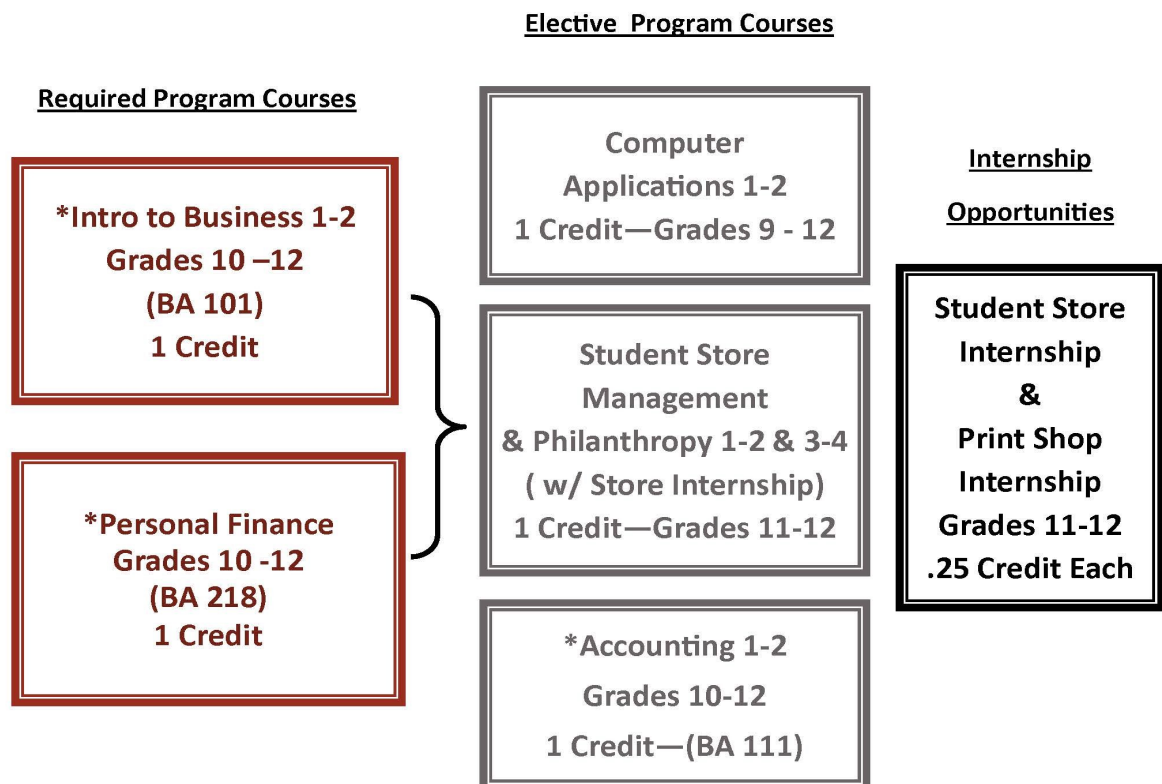 Required Program Courses
*Intro to Business 1-2
Grades 10 –12
(BA 101)
1 Credit
*Personal Finance
Grades 10 -12
(BA 218)
1 Credit
Elective  Program Courses
Computer
Applications 1-2
1 Credit—Grades 9 - 12
Student Store
Management
& Philanthropy 1-2 & 3-4
( w/ Store Internship)
1 Credit—Grades 11-12
*Accounting 1-2
Grades 10-12
1 Credit—(BA 111)
Internship
Opportunities
Student Store
Internship
&
Print Shop
Internship
Grades 11-12
.25 Credit Each